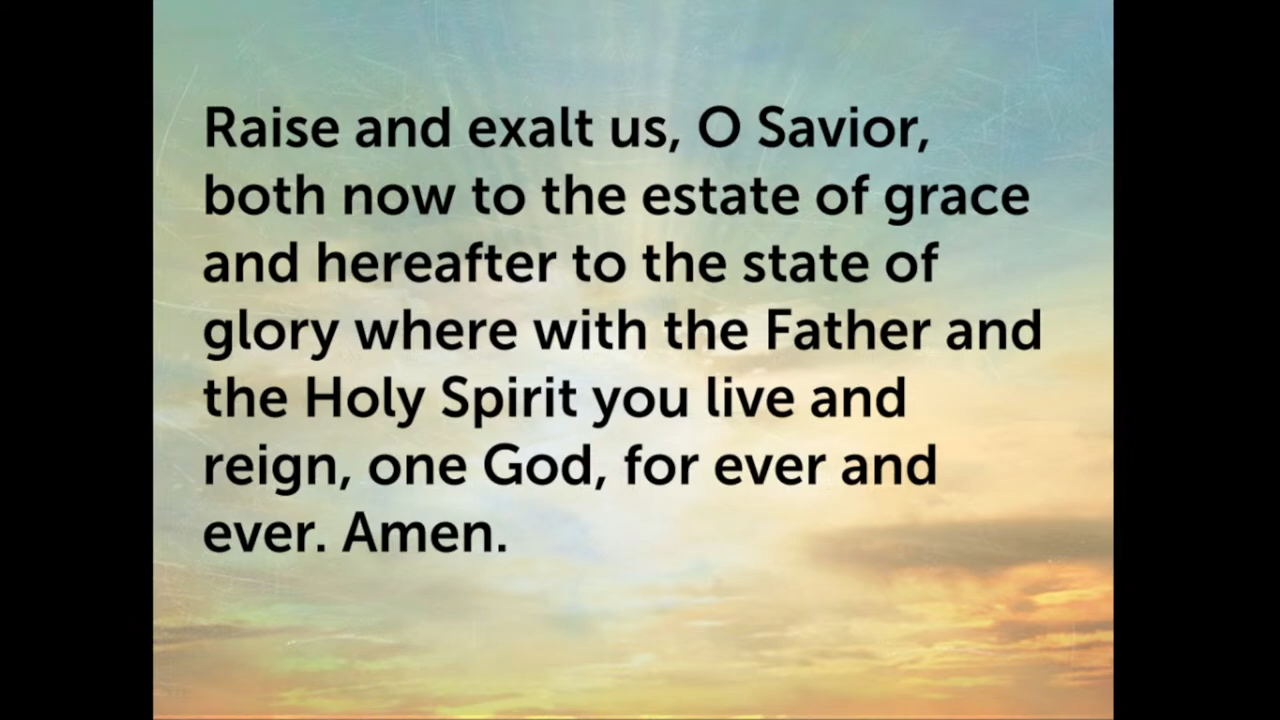 Raise and exalt us, O Savior,
both now to the estate of grace
and hereafter to the state of
glory where with the Father and
the Holy Spirit you live and
reign, one God, for ever and
ever. Amen.